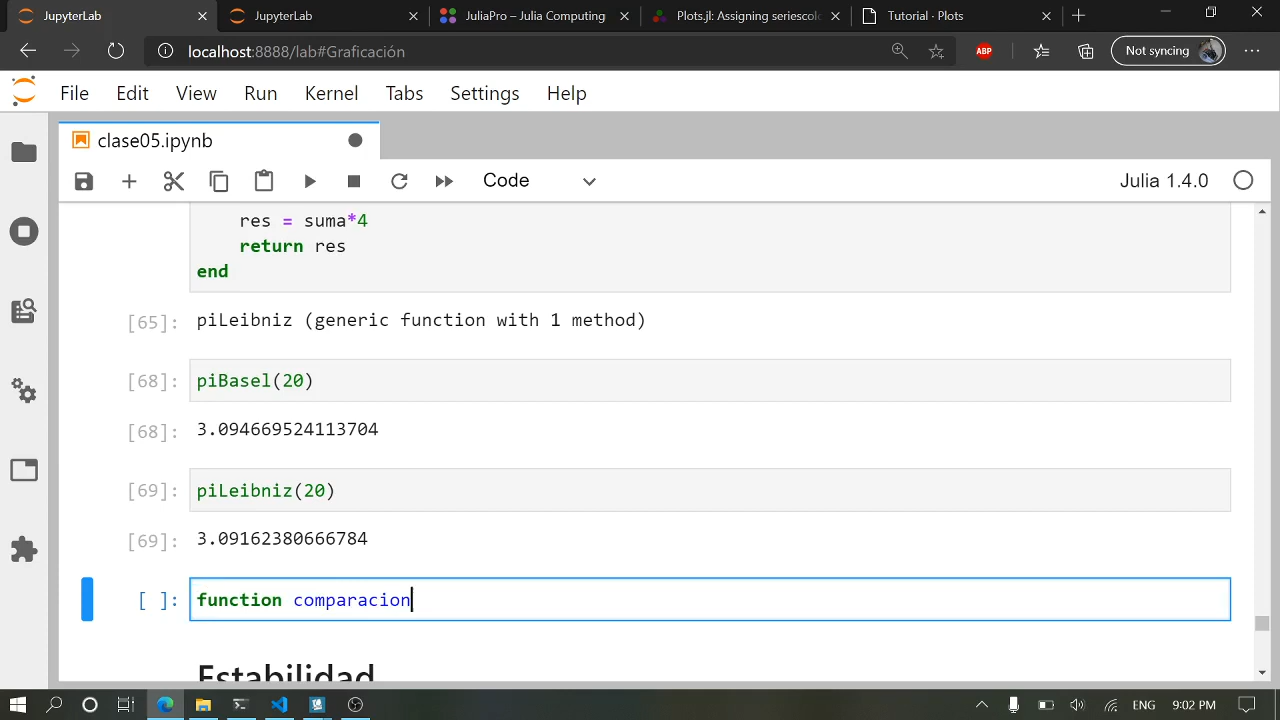 JupyterLab
JupyterLab
JuliaPro – Julia Computing
Plots.jl: Assigning seriescolo
Tutorial · Plots
localhost:8888/lab#Graficación
ABP
Not syncing
File Edit View Run Kernel Tabs Settings Help
clase05.ipynb
Code
Julia 1.4.0
res = suma*4
return res
end
[65]: piLeibniz (generic function with 1 method)
[68]: piBasel(20)
[68]: 3.094669524113704
[69]: piLeibniz(20)
[69]: 3.09162380666784
[ ]: function comparacion
Estabilidad
ENG 9:02 PM